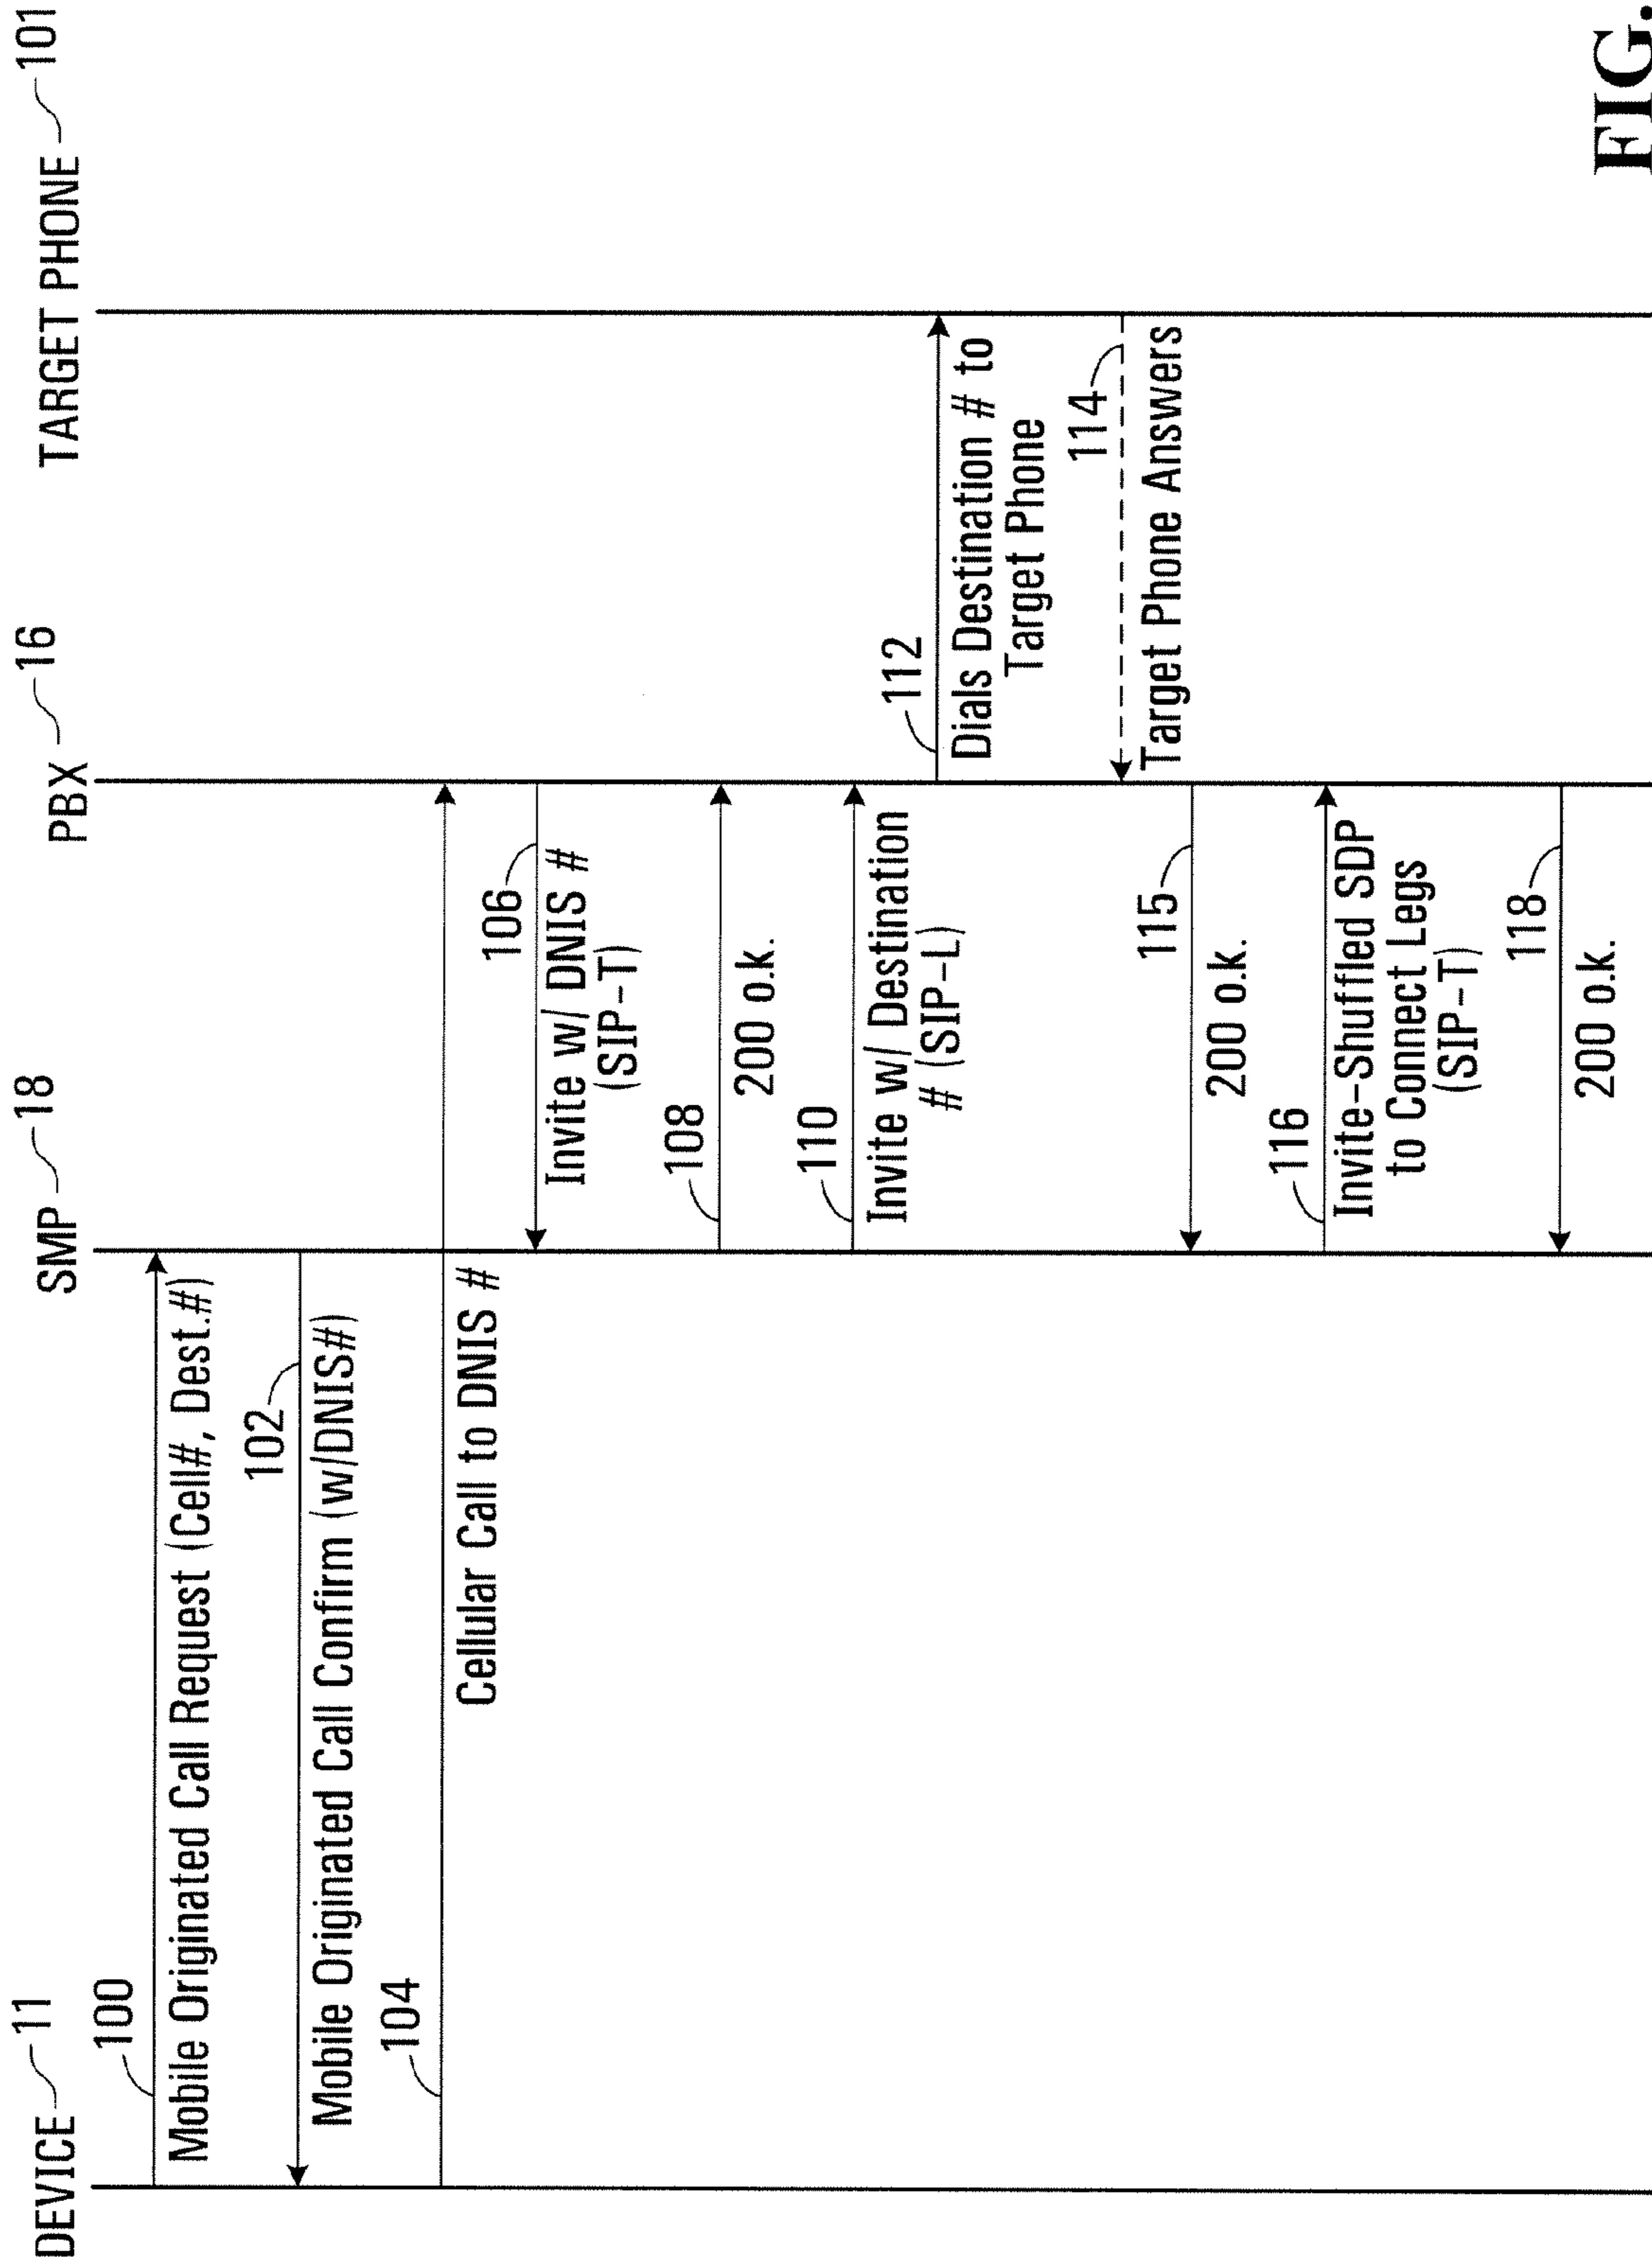 DEVICE 11
SMP 18
PBX 16
TARGET PHONE 101
100
Mobile Originated Call Request (Cell#, Dest.#)
102
Mobile Originated Call Confirm (w/DNIS#)
104
Cellular Call to DNIS #
106
Invite w/ DNIS #
(SIP-T)
108
200 o.k.
110
Invite w/ Destination
# (SIP-L)
112
Dials Destination # to
Target Phone
114
Target Phone Answers
115
200 o.k.
116
Invite-Shuffled SDP
to Connect Legs
(SIP-T)
118
200 o.k.
FIG.